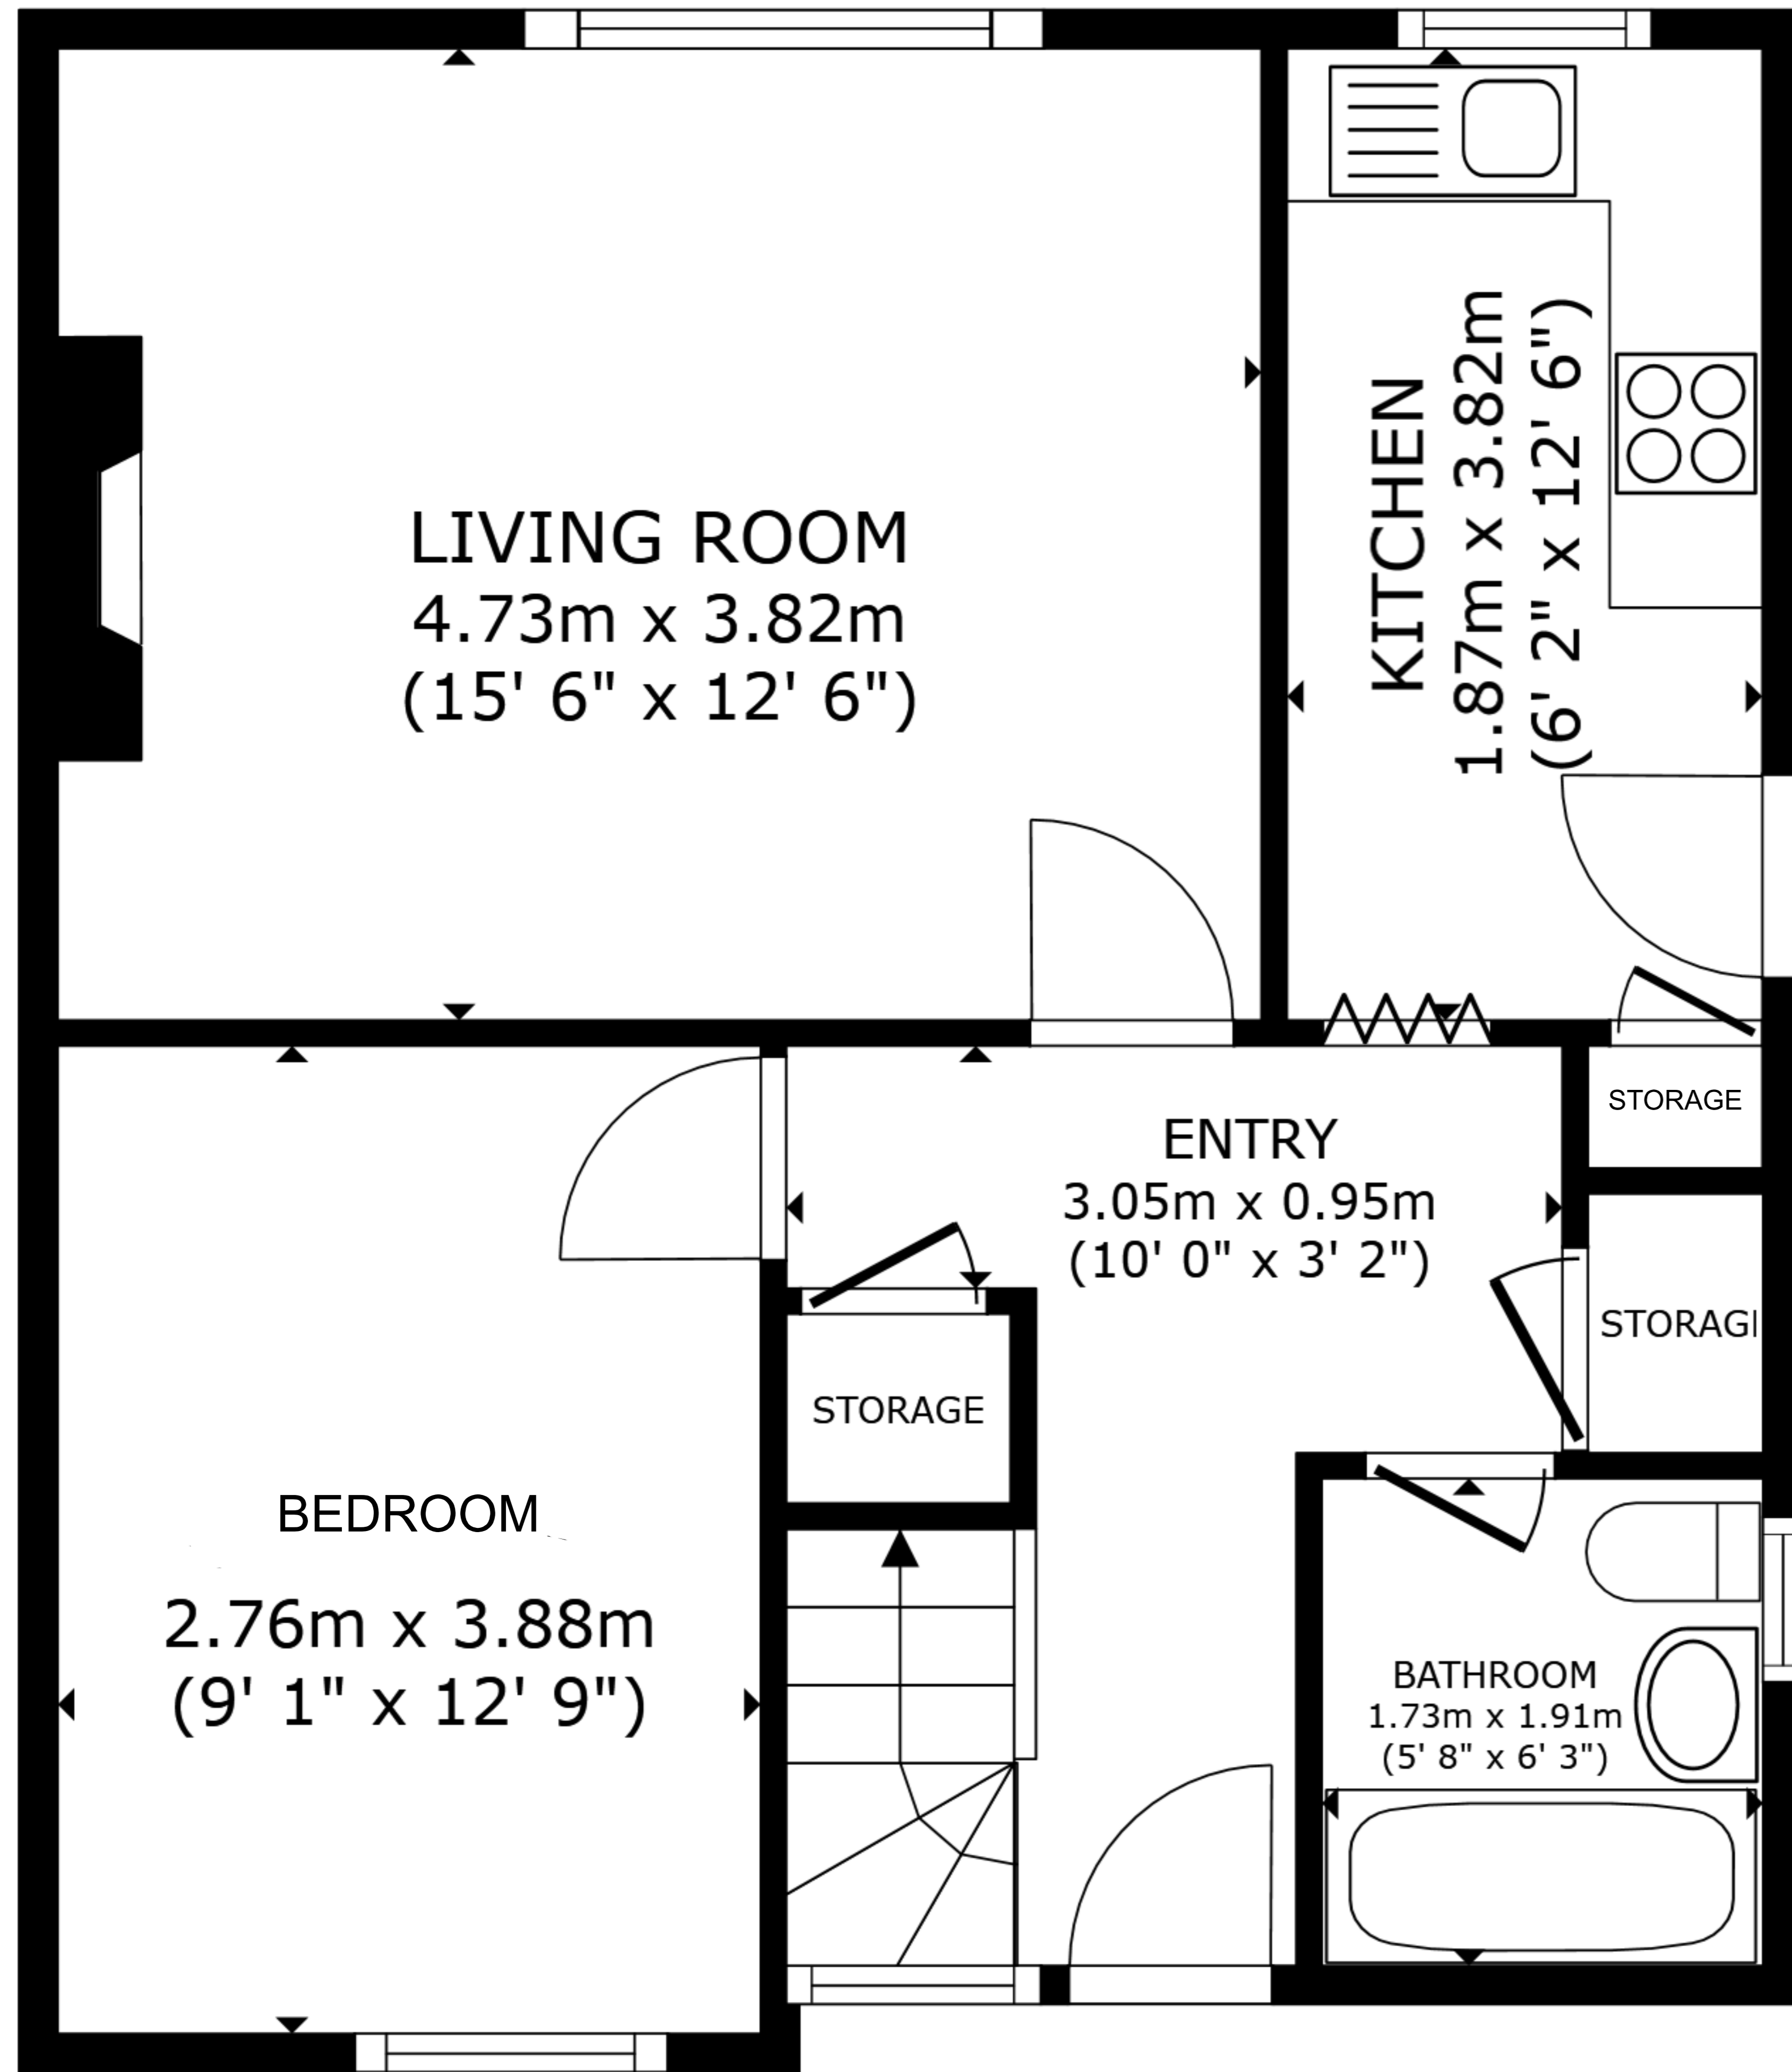 LIVING ROOM
4.73m x 3.82m
(15' 6" x 12' 6")
KITCHEN
1.87m x 3.82m
(6' 2" x 12' 6")
STORAGE
ENTRY
3.05m x 0.95m
(10' 0" x 3' 2")
STORAG
STORAGE
BEDROOM
2.76m x 3.88m
(9' 1" x 12' 9")
BATHROOM
1.73m x 1.91m
(5' 8" x 6' 3")